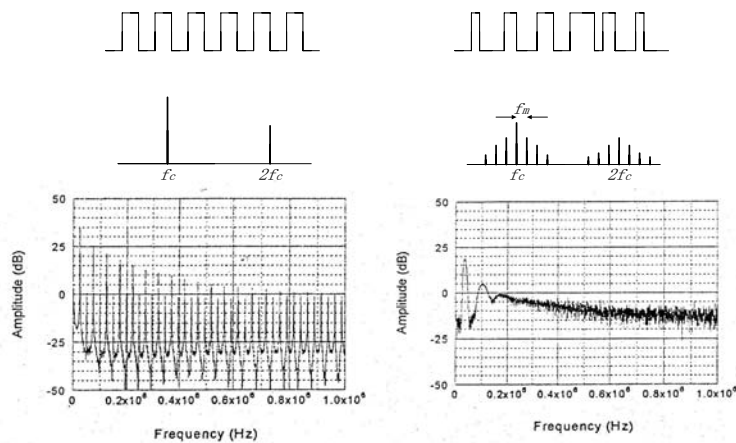 fm
fc
2fc
fc
2fc
50
25
0
-25
-50
Amplitude (dB)
0
0.2x10⁶
0.4x10⁶
0.6x10⁶
0.8x10⁶
1.0x10⁶
Frequency (Hz)
50
25
0
-25
-50
Amplitude (dB)
0
0.2x10⁶
0.4x10⁶
0.6x10⁶
0.8x10⁶
1.0x10⁶
Frequency (Hz)